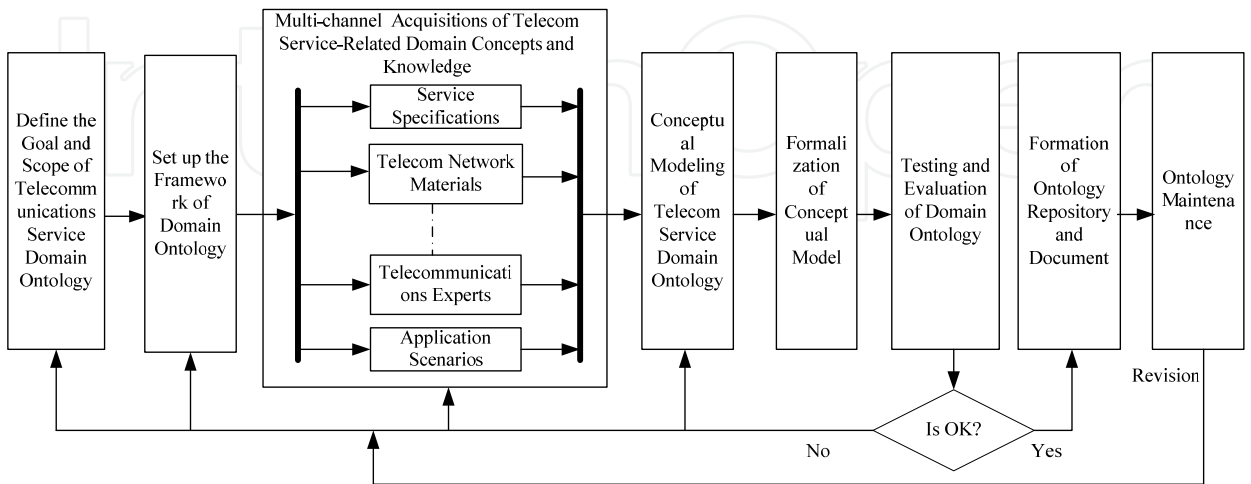 Define the
Goal and
Scope of
Telecomm
unications
Service
Domain
Ontology
Set up the
Framewo
rk of
Domain
Ontology
Multi-channel Acquisitions of Telecom
Service-Related Domain Concepts and
Knowledge
Service
Specifications
Telecom Network
Materials
Telecommunicati
ons Experts
Application
Scenarios
Conceptu
al
Modeling
of
Telecom
Service
Domain
Ontology
Formali
zation
of
Concept
ual
Model
Testing and
Evaluation
of Domain
Ontology
Formation
of
Ontology
Repository
and
Document
Ontology
Maintena
nce
Revision
Is OK?
No
Yes